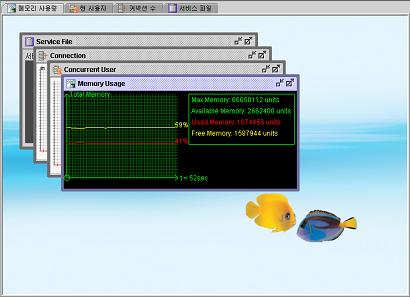 메모리 사용량
현 사용자
커넥션 수
서비스 파일
Service File
Connection
Concurrent User
Memory Usage
Total Memory
59%
41%
t= 52sec
Max Memory: 66650112 units
Available Memory: 2662400 units
Used Memory: 1074456 units
Free Memory: 1587944 units